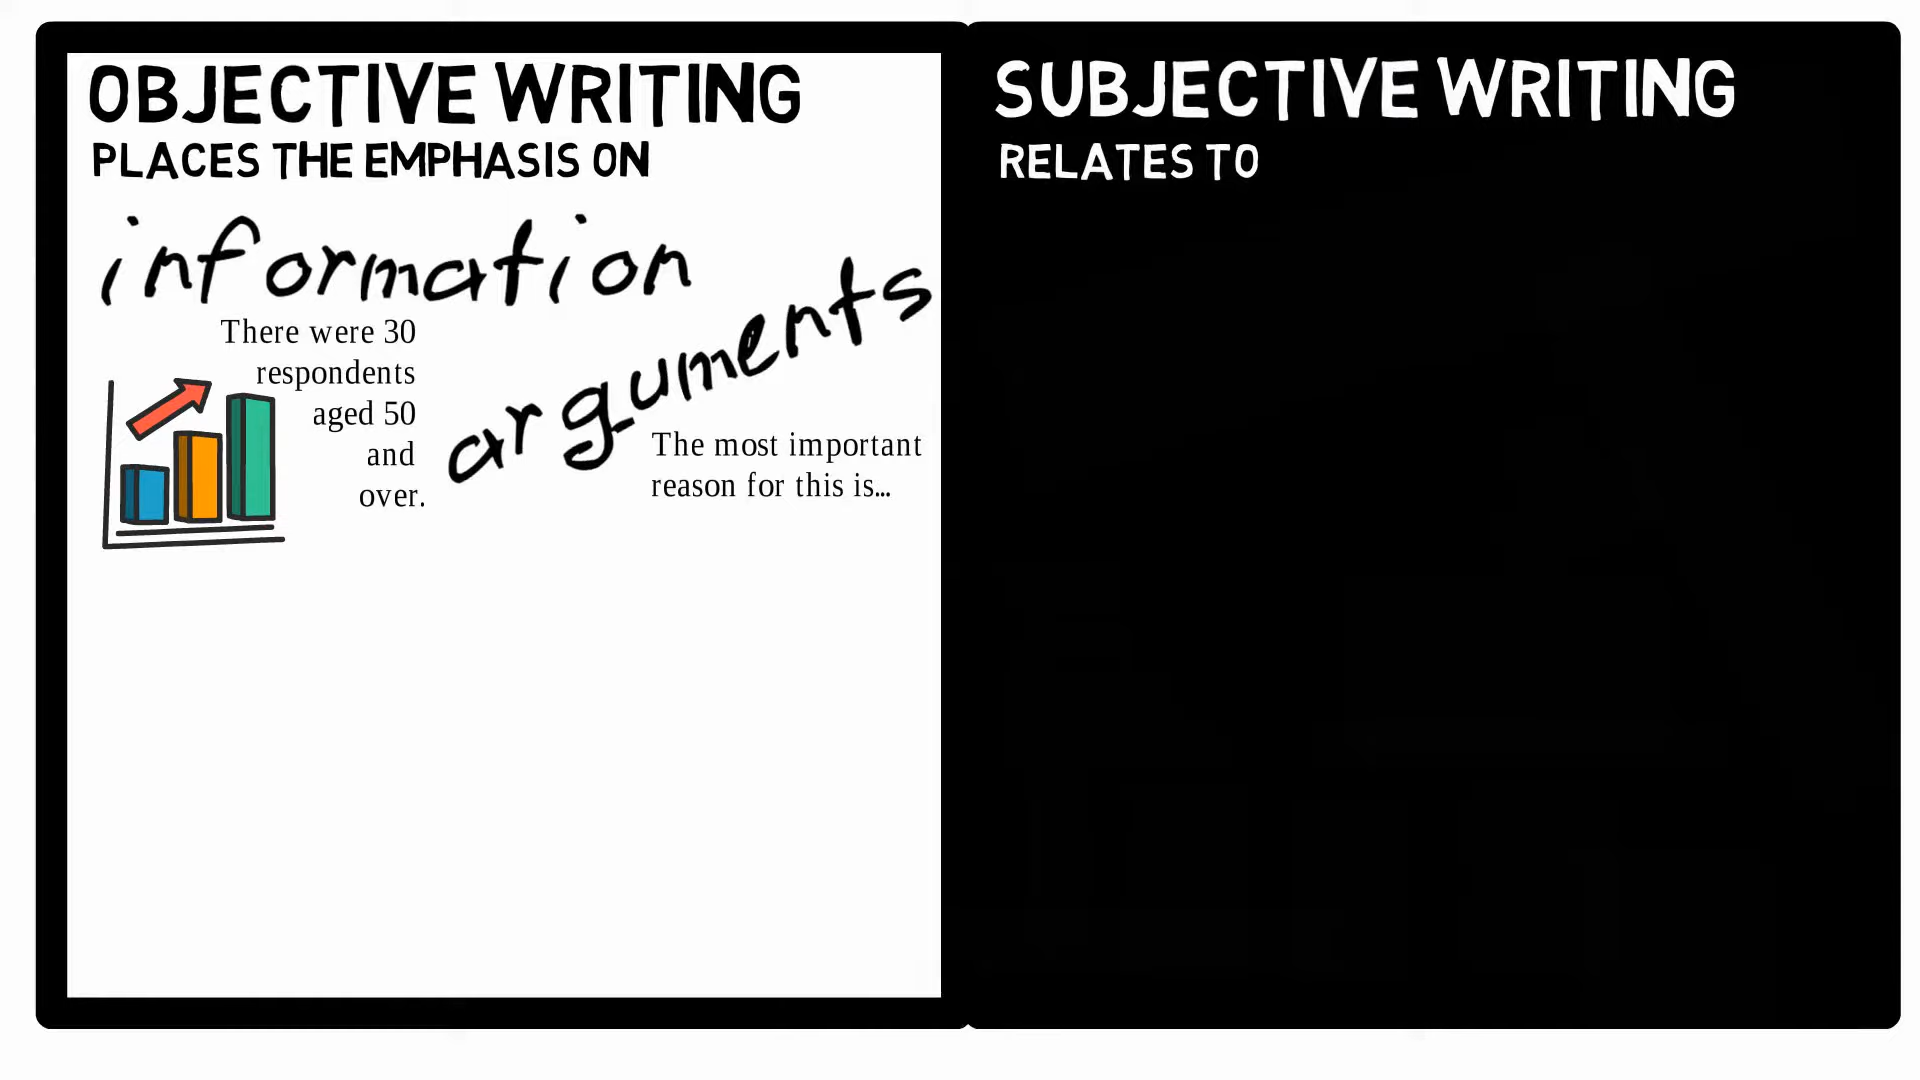 OBJECTIVE WRITING
PLACES THE EMPHASIS ON
information
There were 30
respondents
aged 50
and
over.
arguments
The most important
reason for this is...
SUBJECTIVE WRITING
RELATES TO